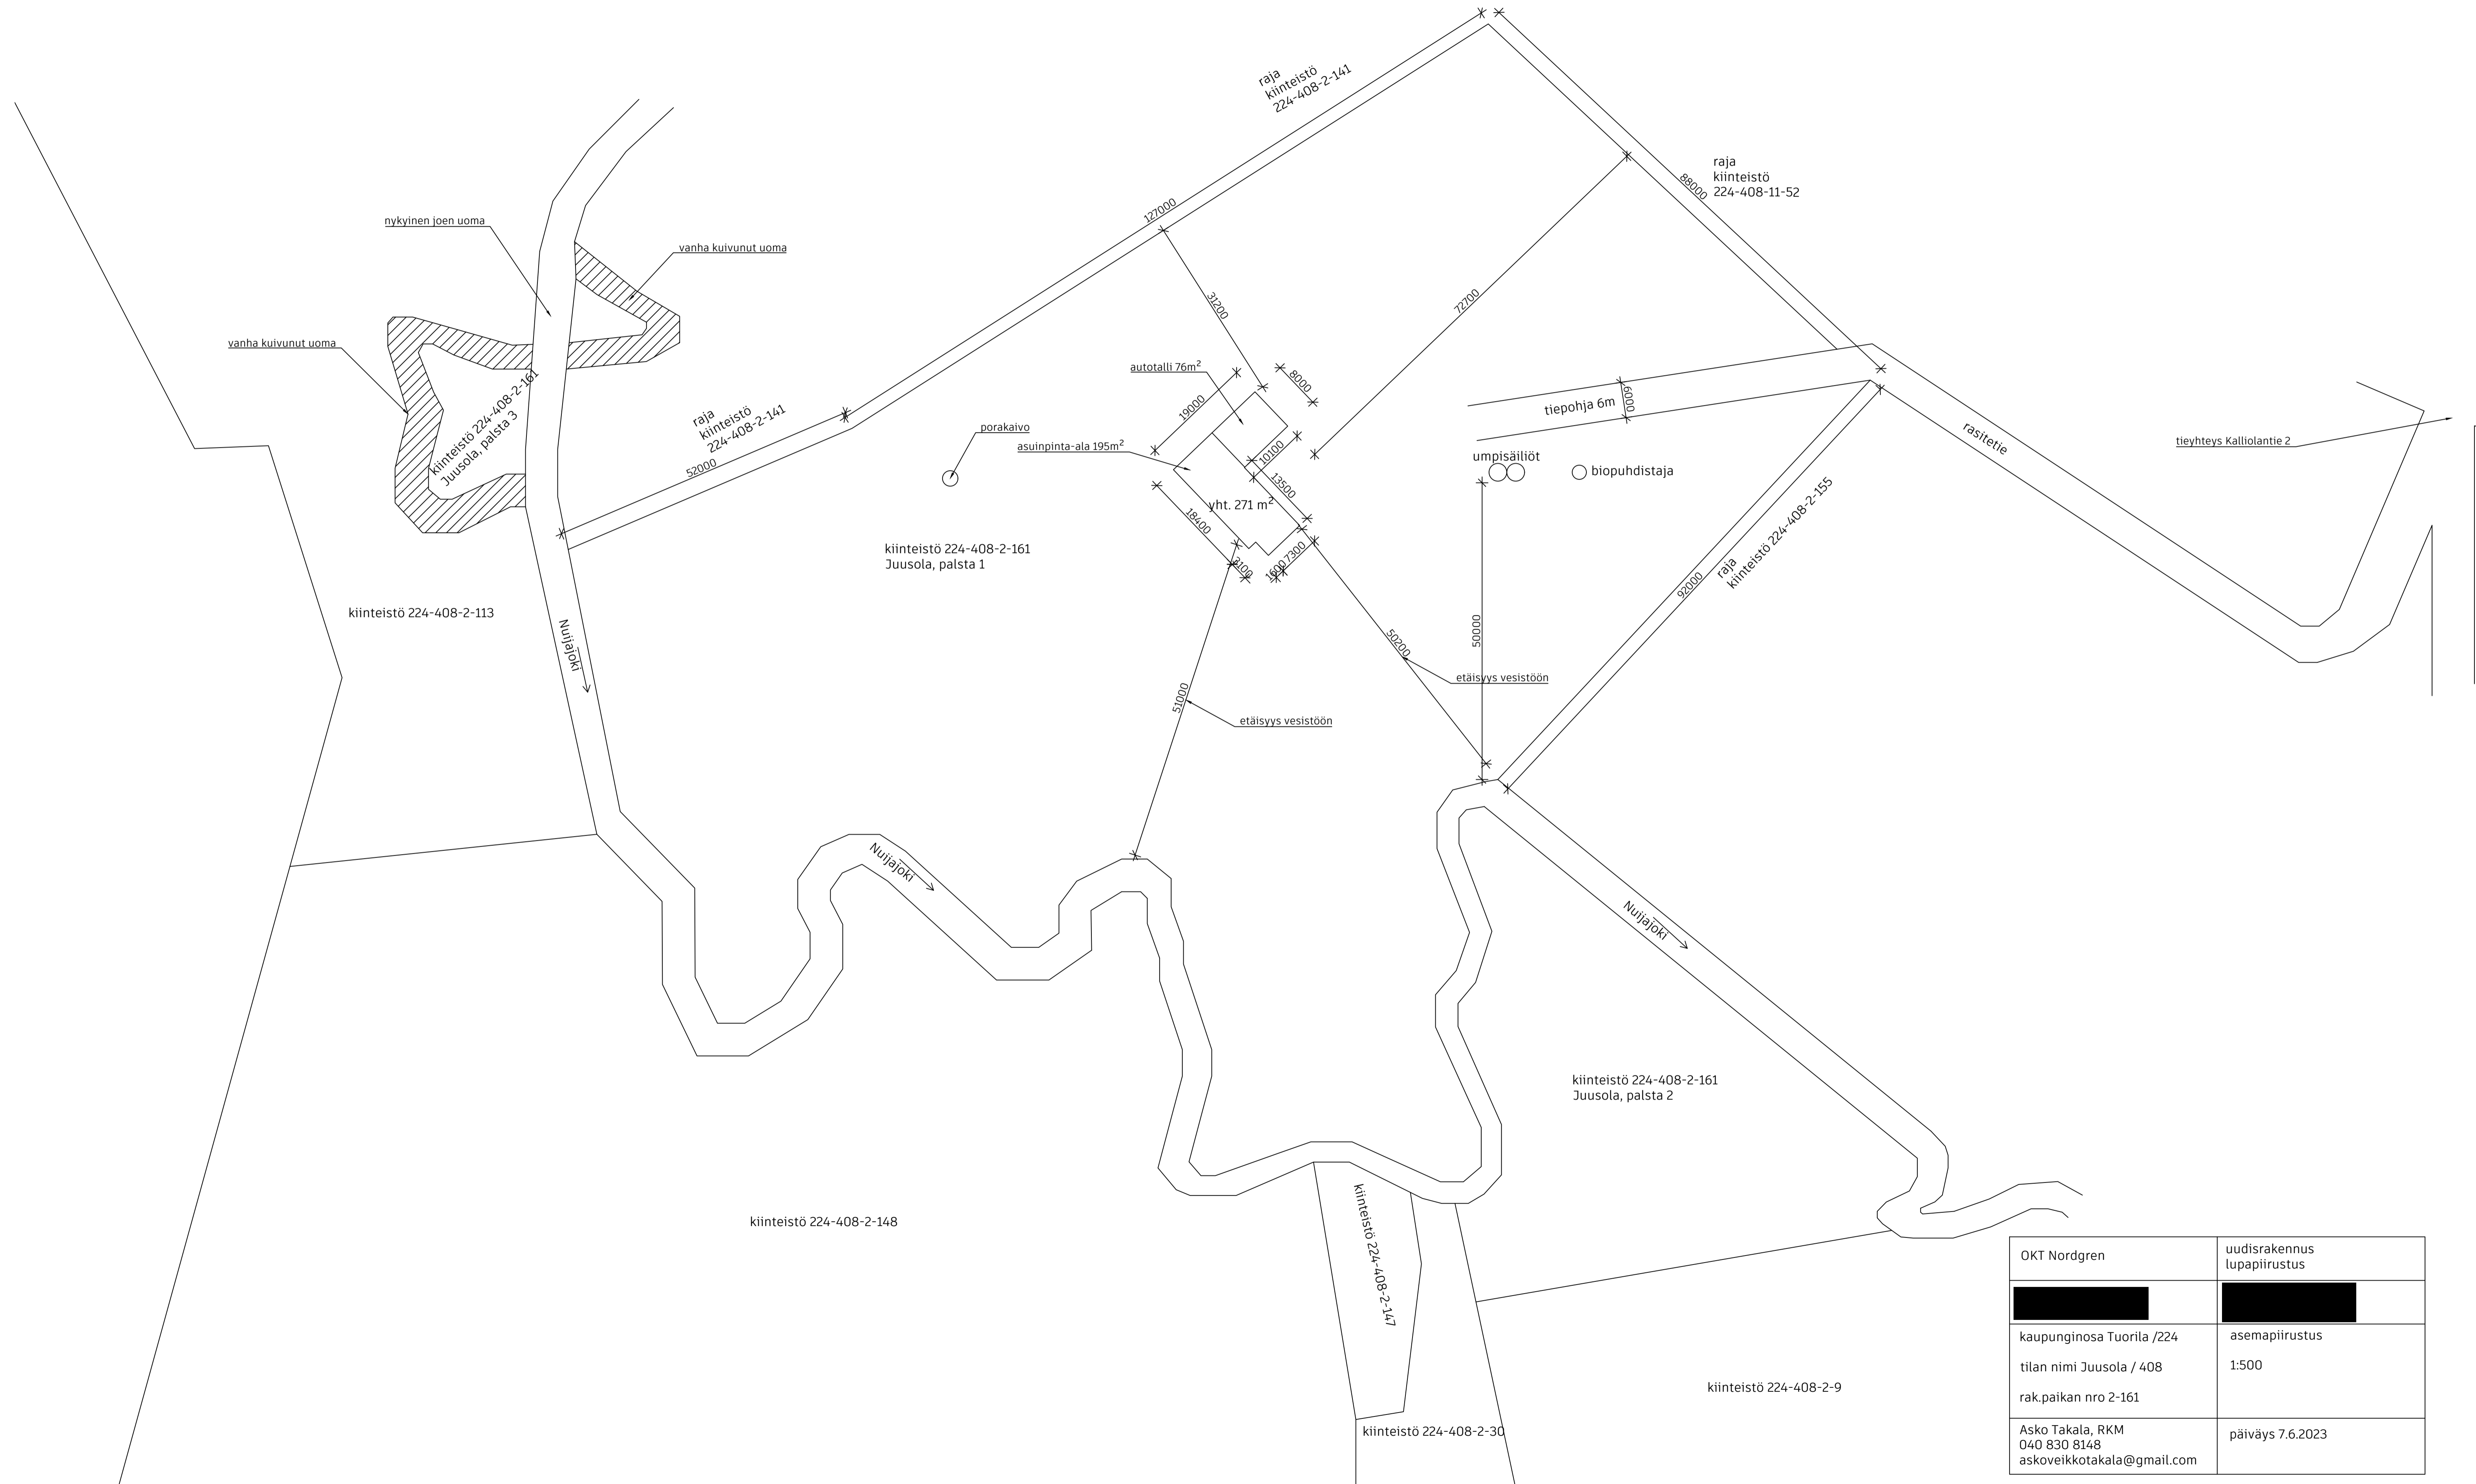 raja
kiinteistö
224-408-2-141
127000
88000
raja
kiinteistö
224-408-11-52
nykyinen joen uoma
vanha kuivunut uoma
vanha kuivunut uoma
kiinteistö 224-408-2-161
Juusola, palsta 3
raja
kiinteistö
224-408-2-141
52000
31200
72700
autotalli 76m²
asuinpinta-ala 195m²
19000
8000
10100
13500
yht. 271 m²
18400
3100
1600
7300
porakaivo
tiepohja 6m
6000
umpisäiliöt
biopuhdistaja
rasitetie
tieyhteys Kalliolantie 2
kiinteistö 224-408-2-161
Juusola, palsta 1
kiinteistö 224-408-2-113
Nuijajoki
51000
etäisyys vesistöön
50200
etäisyys vesistöön
50000
92000
raja
kiinteistö 224-408-2-155
Nuijajoki
Nuijajoki
kiinteistö 224-408-2-161
Juusola, palsta 2
kiinteistö 224-408-2-148
kiinteistö 224-408-2-147
kiinteistö 224-408-2-9
kiinteistö 224-408-2-30
OKT Nordgren
uudisrakennus
lupapiirustus
kaupunginosa Tuorila /224
tilan nimi Juusola / 408
rak.paikan nro 2-161
asemapiirustus
1:500
Asko Takala, RKM
040 830 8148
askoveikkotakala@gmail.com
päiväys 7.6.2023